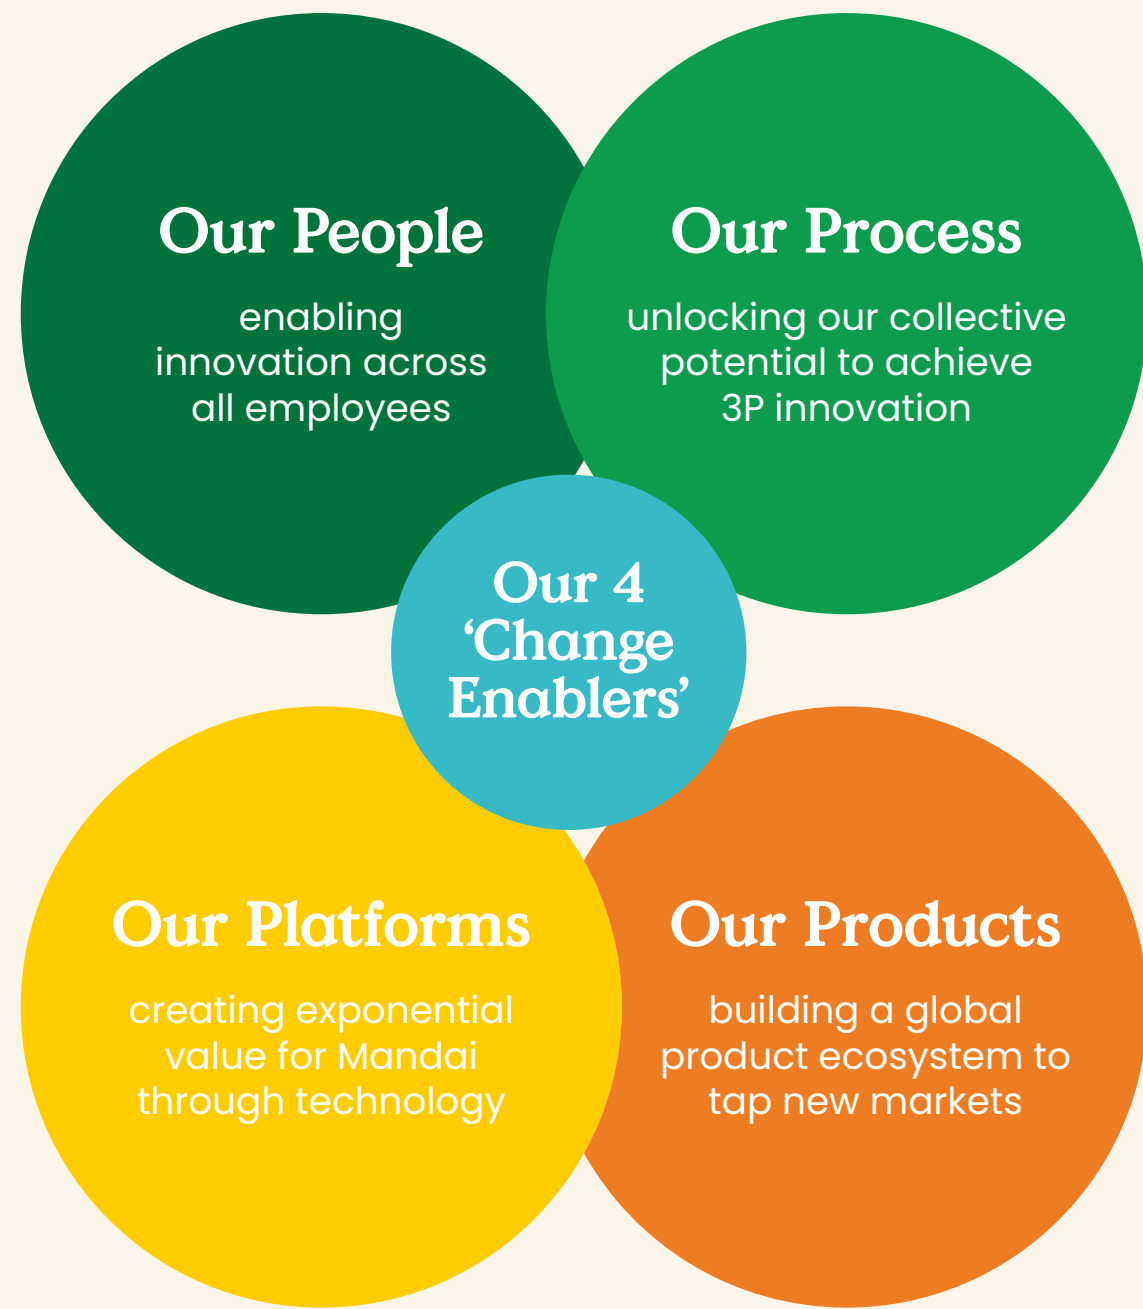 Our People
enabling
innovation across
all employees
Our Process
unlocking our collective
potential to achieve
3P innovation
Our 4
‘Change
Enablers’
Our Platforms
creating exponential
value for Mandai
through technology
Our Products
building a global
product ecosystem to
tap new markets